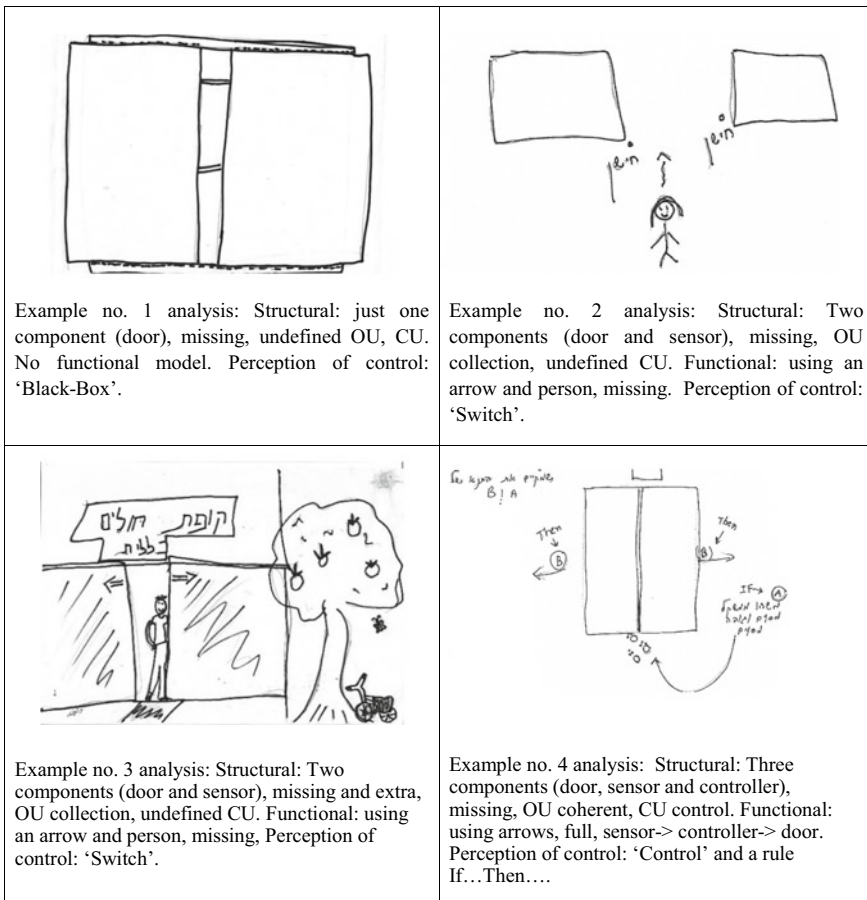 Example no. 1 analysis: Structural: just one
component (door), missing, undefined OU, CU.
No functional model. Perception of control:
‘Black-Box’.
חיישן
חיישן
Example no. 2 analysis: Structural: Two
components (door and sensor), missing, OU
collection, undefined CU. Functional: using an
arrow and person, missing. Perception of control:
‘Switch’.
קופת חולים
כללית
Example no. 3 analysis: Structural: Two
components (door and sensor), missing and extra,
OU collection, undefined CU. Functional: using
an arrow and person, missing, Perception of
control: ‘Switch’.
B A
Then
B
Then
B
IF A
Example no. 4 analysis: Structural: Three
components (door, sensor and controller),
missing, OU coherent, CU control. Functional:
using arrows, full, sensor-> controller-> door.
Perception of control: ‘Control’ and a rule
If…Then….